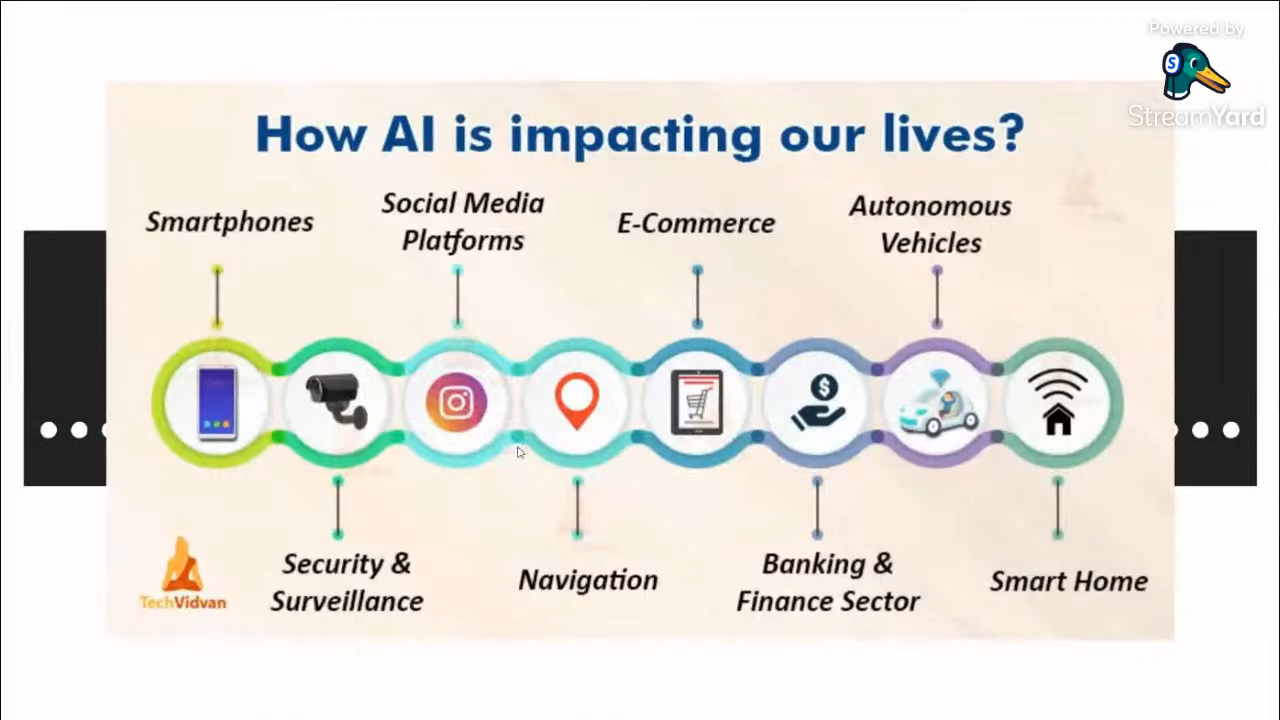 Powered by
StreamYard
How AI is impacting our lives?
Smartphones
Social Media
Platforms
E-Commerce
Autonomous
Vehicles
Security &
Surveillance
Navigation
Banking &
Finance Sector
Smart Home
TechVidvan